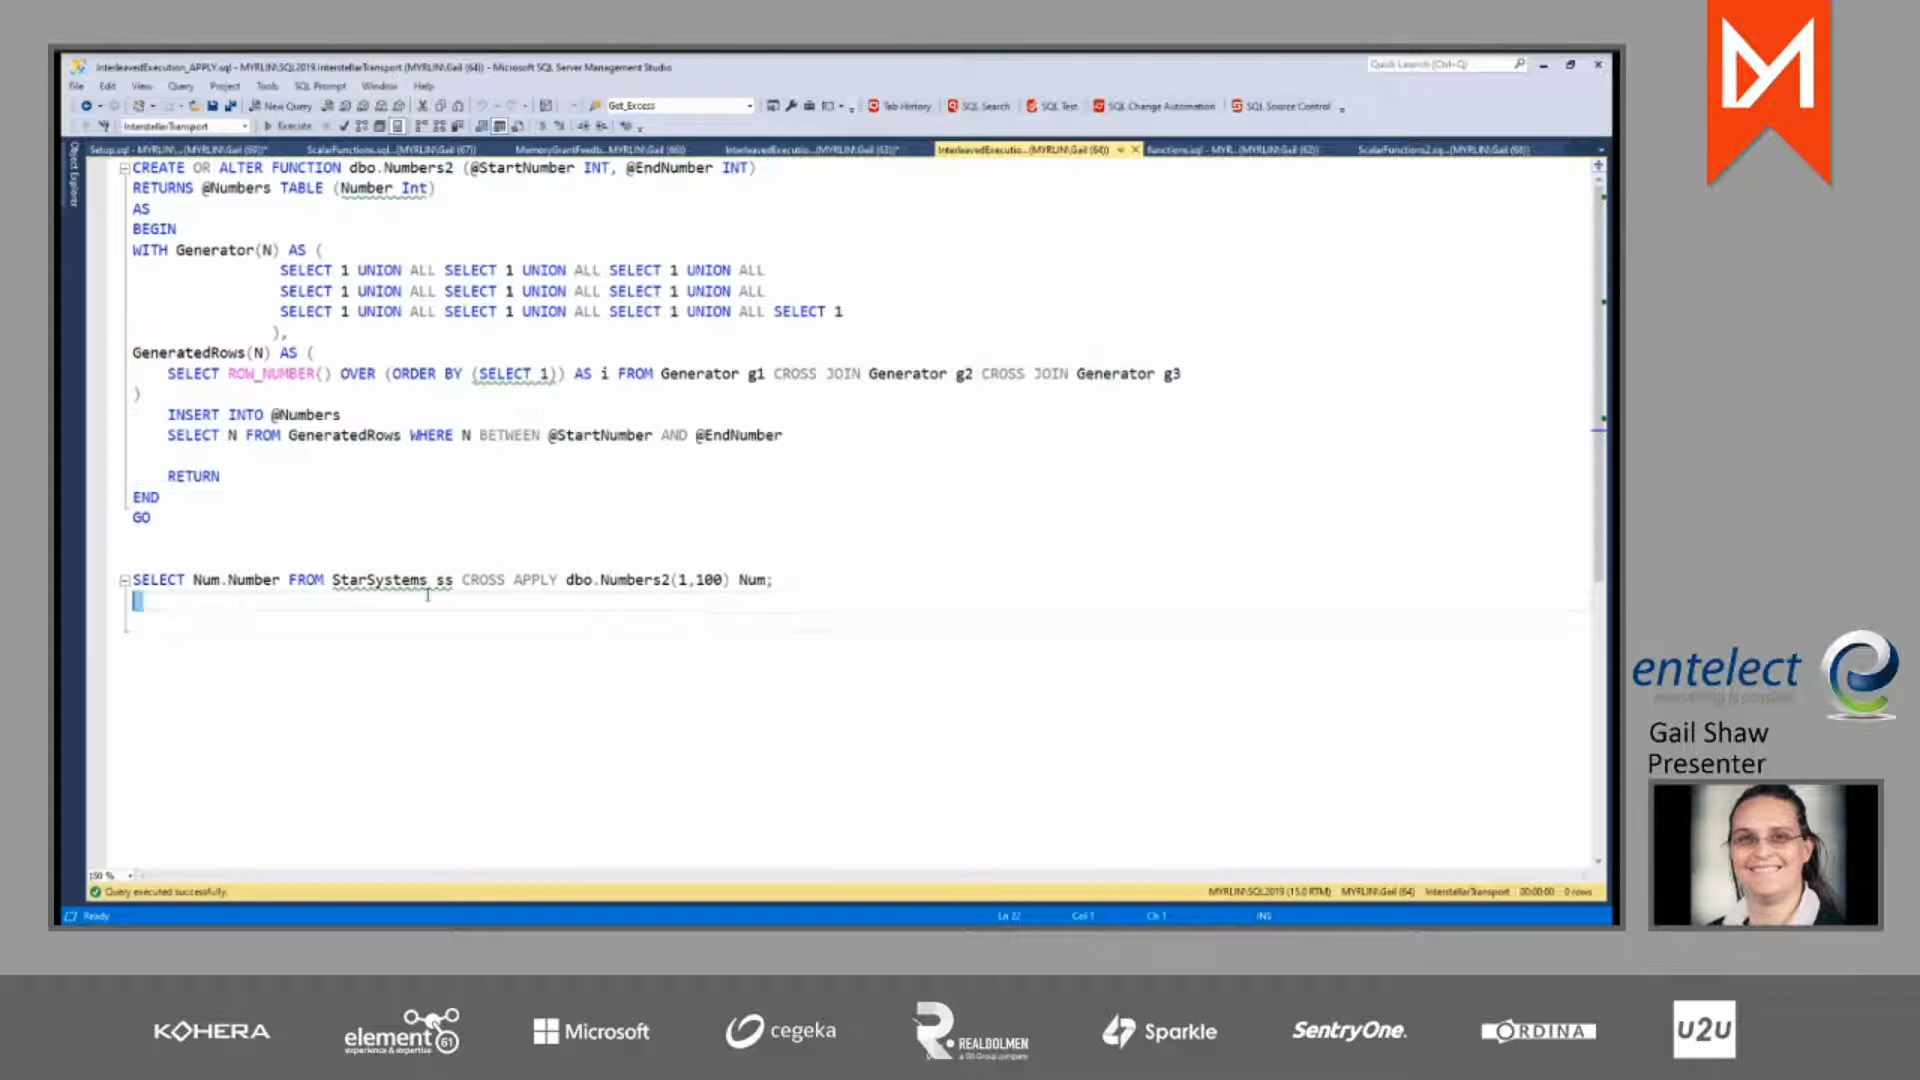 InterleavedExecution_APPLY.sql - MYRLIN\SQL2019.InterstellarTransport (MYRLIN\Gail (64)) - Microsoft SQL Server Management Studio
Quick Launch (Ctrl+Q)
File Edit View Query Project Tools SQL Prompt Window Help
New Query Get_Excess Tab History SQL Search SQL Test SQL Change Automation SQL Source Control
InterstellarTransport Execute
Setup.sql - MYRLIN\...(MYRLIN\Gail (69))* ScalarFunctions.sql...(MYRLIN\Gail (67)) MemoryGrantFeedb...MYRLIN\Gail (66)) InterleavedExecutio...(MYRLIN\Gail (63))* InterleavedExecutio...(MYRLIN\Gail (64)) functions.sql - MYR...(MYRLIN\Gail (62)) ScalarFunctions2.sq...(MYRLIN\Gail (68))
Object Explorer
CREATE OR ALTER FUNCTION dbo.Numbers2 (@StartNumber INT, @EndNumber INT)
RETURNS @Numbers TABLE (Number Int)
AS
BEGIN
WITH Generator(N) AS (
SELECT 1 UNION ALL SELECT 1 UNION ALL SELECT 1 UNION ALL
SELECT 1 UNION ALL SELECT 1 UNION ALL SELECT 1 UNION ALL
SELECT 1 UNION ALL SELECT 1 UNION ALL SELECT 1 UNION ALL SELECT 1
),
GeneratedRows(N) AS (
SELECT ROW_NUMBER() OVER (ORDER BY (SELECT 1)) AS i FROM Generator g1 CROSS JOIN Generator g2 CROSS JOIN Generator g3
)
INSERT INTO @Numbers
SELECT N FROM GeneratedRows WHERE N BETWEEN @StartNumber AND @EndNumber
RETURN
END
GO
SELECT Num.Number FROM StarSystems ss CROSS APPLY dbo.Numbers2(1,100) Num;
150 %
Query executed successfully.
MYRLIN\SQL2019 (15.0 RTM) MYRLIN\Gail (64) InterstellarTransport 00:00:00 0 rows
Ready Ln 22 Col 1 Ch 1 INS
entelect
Gail Shaw
Presenter
KOHERA
element61
experience & expertise
Microsoft
cegeka
REALDOLMEN
a Gfi Group company
Sparkle
SentryOne.
ORDINA
U2U